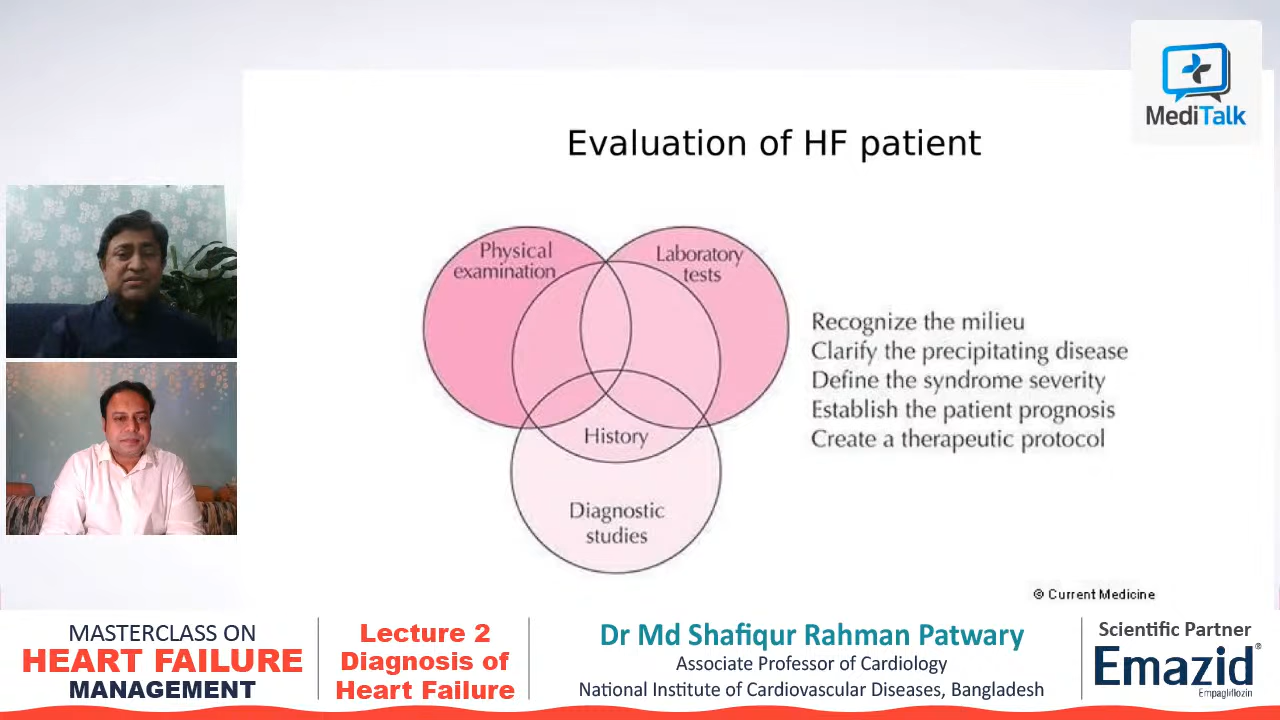 MediTalk
Evaluation of HF patient
Physical
examination
Laboratory
tests
History
Diagnostic
studies
Recognize the milieu
Clarify the precipitating disease
Define the syndrome severity
Establish the patient prognosis
Create a therapeutic protocol
© Current Medicine
MASTERCLASS ON
HEART FAILURE
MANAGEMENT
Lecture 2
Diagnosis of
Heart Failure
Dr Md Shafiqur Rahman Patwary
Associate Professor of Cardiology
National Institute of Cardiovascular Diseases, Bangladesh
Scientific Partner
Emazid®
Empagliflozin